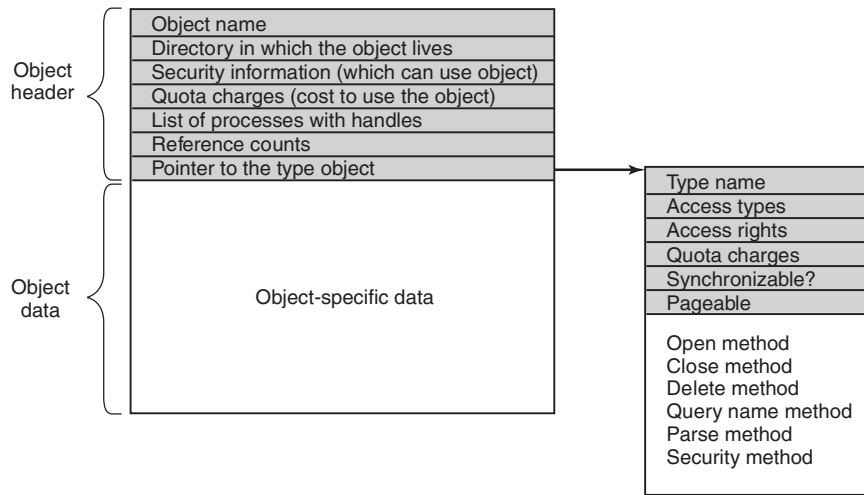 Object
header
Object name
Directory in which the object lives
Security information (which can use object)
Quota charges (cost to use the object)
List of processes with handles
Reference counts
Pointer to the type object
Object
data
Object-specific data
Type name
Access types
Access rights
Quota charges
Synchronizable?
Pageable
Open method
Close method
Delete method
Query name method
Parse method
Security method